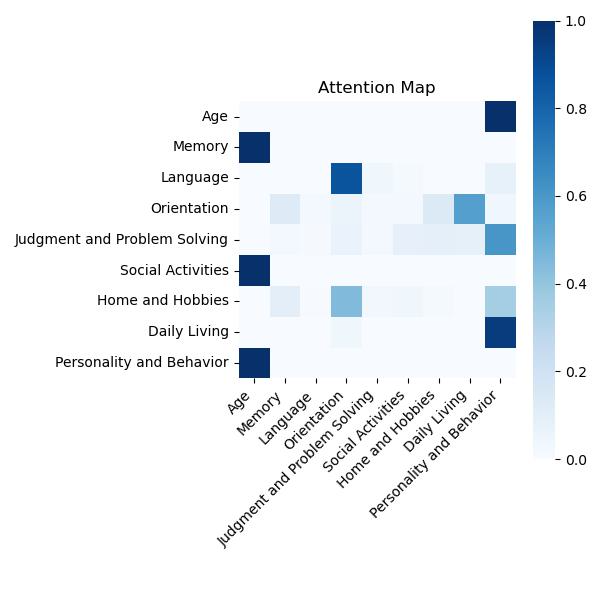 Attention Map
Age
Memory
Language
Orientation
Judgment and Problem Solving
Social Activities
Home and Hobbies
Daily Living
Personality and Behavior
Age
Memory
Language
Orientation
Judgment and Problem Solving
Social Activities
Home and Hobbies
Daily Living
Personality and Behavior
1.0
0.8
0.6
0.4
0.2
0.0